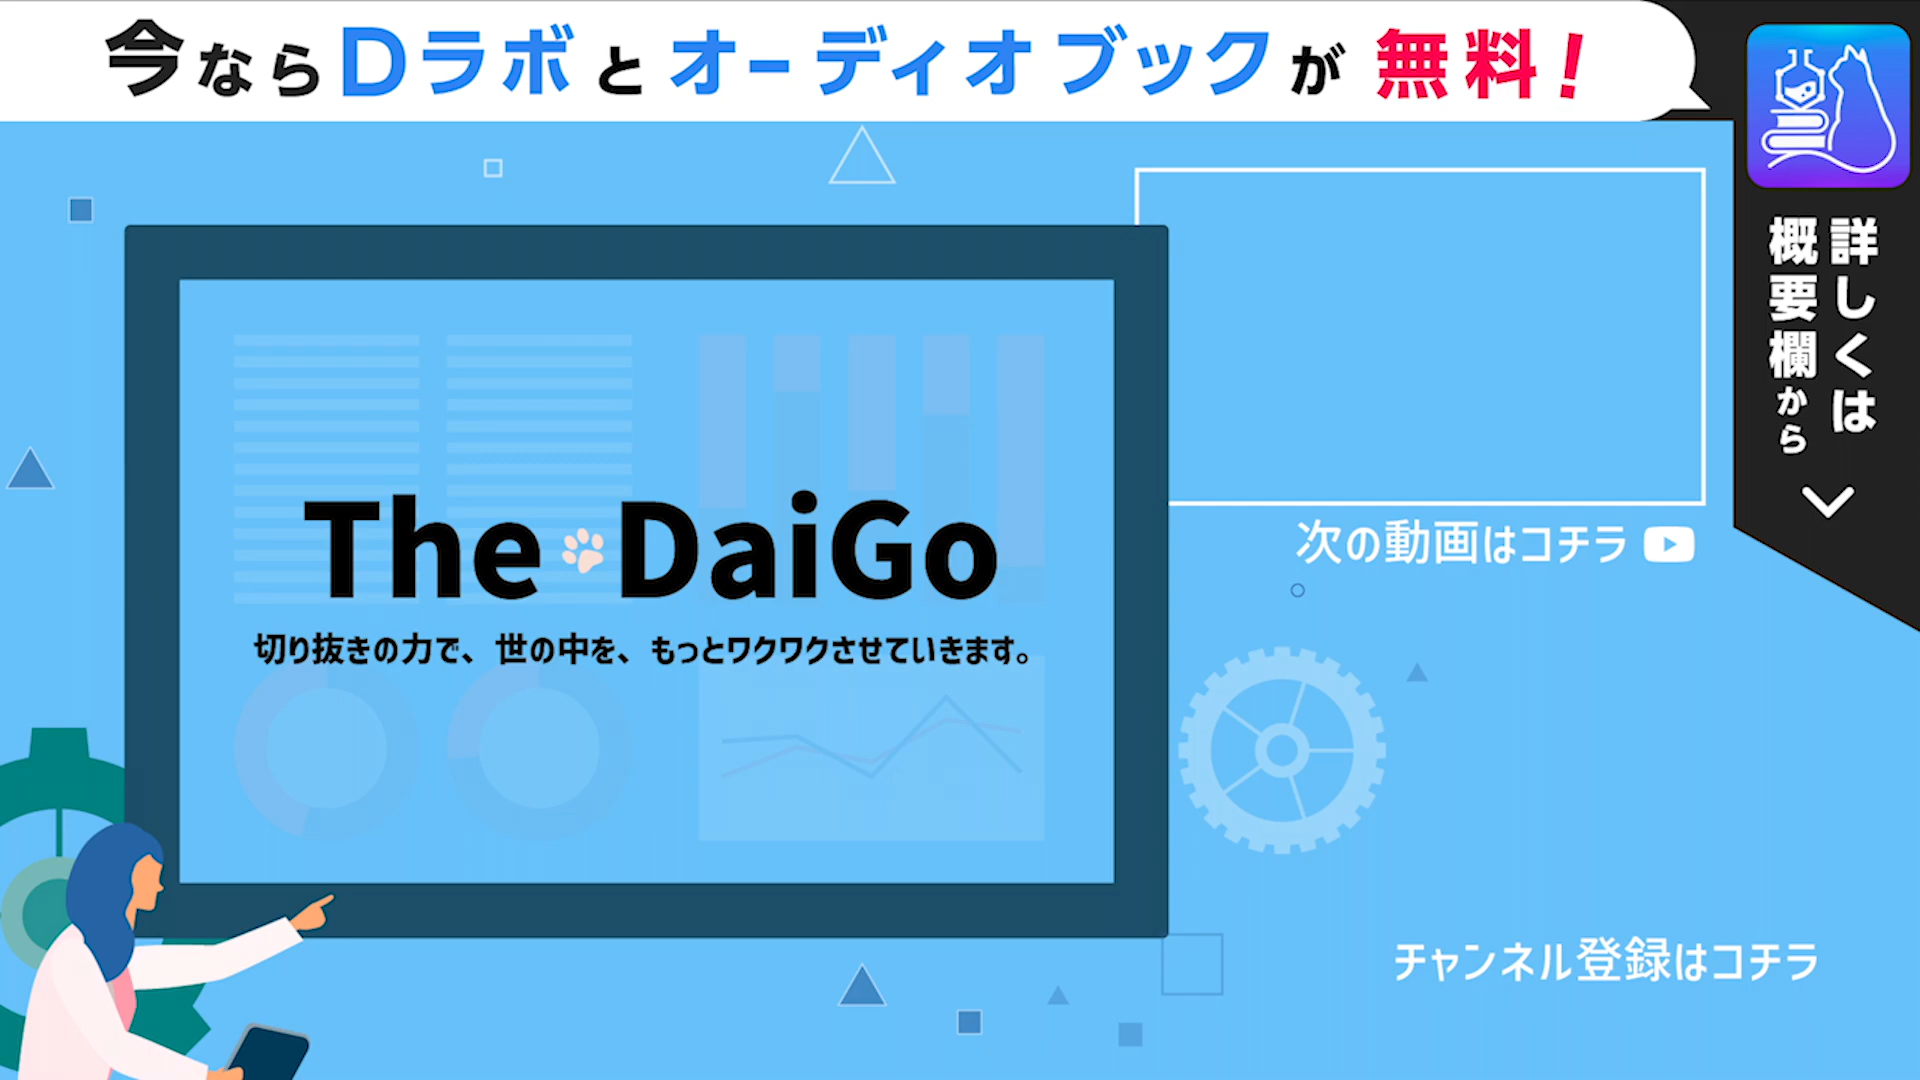 今ならDラボとオーディオブックが無料!
詳しくは
概要欄から
The DaiGo
切り抜きの力で、世の中を、もっとワクワクさせていきます。
次の動画はコチラ
チャンネル登録はコチラ